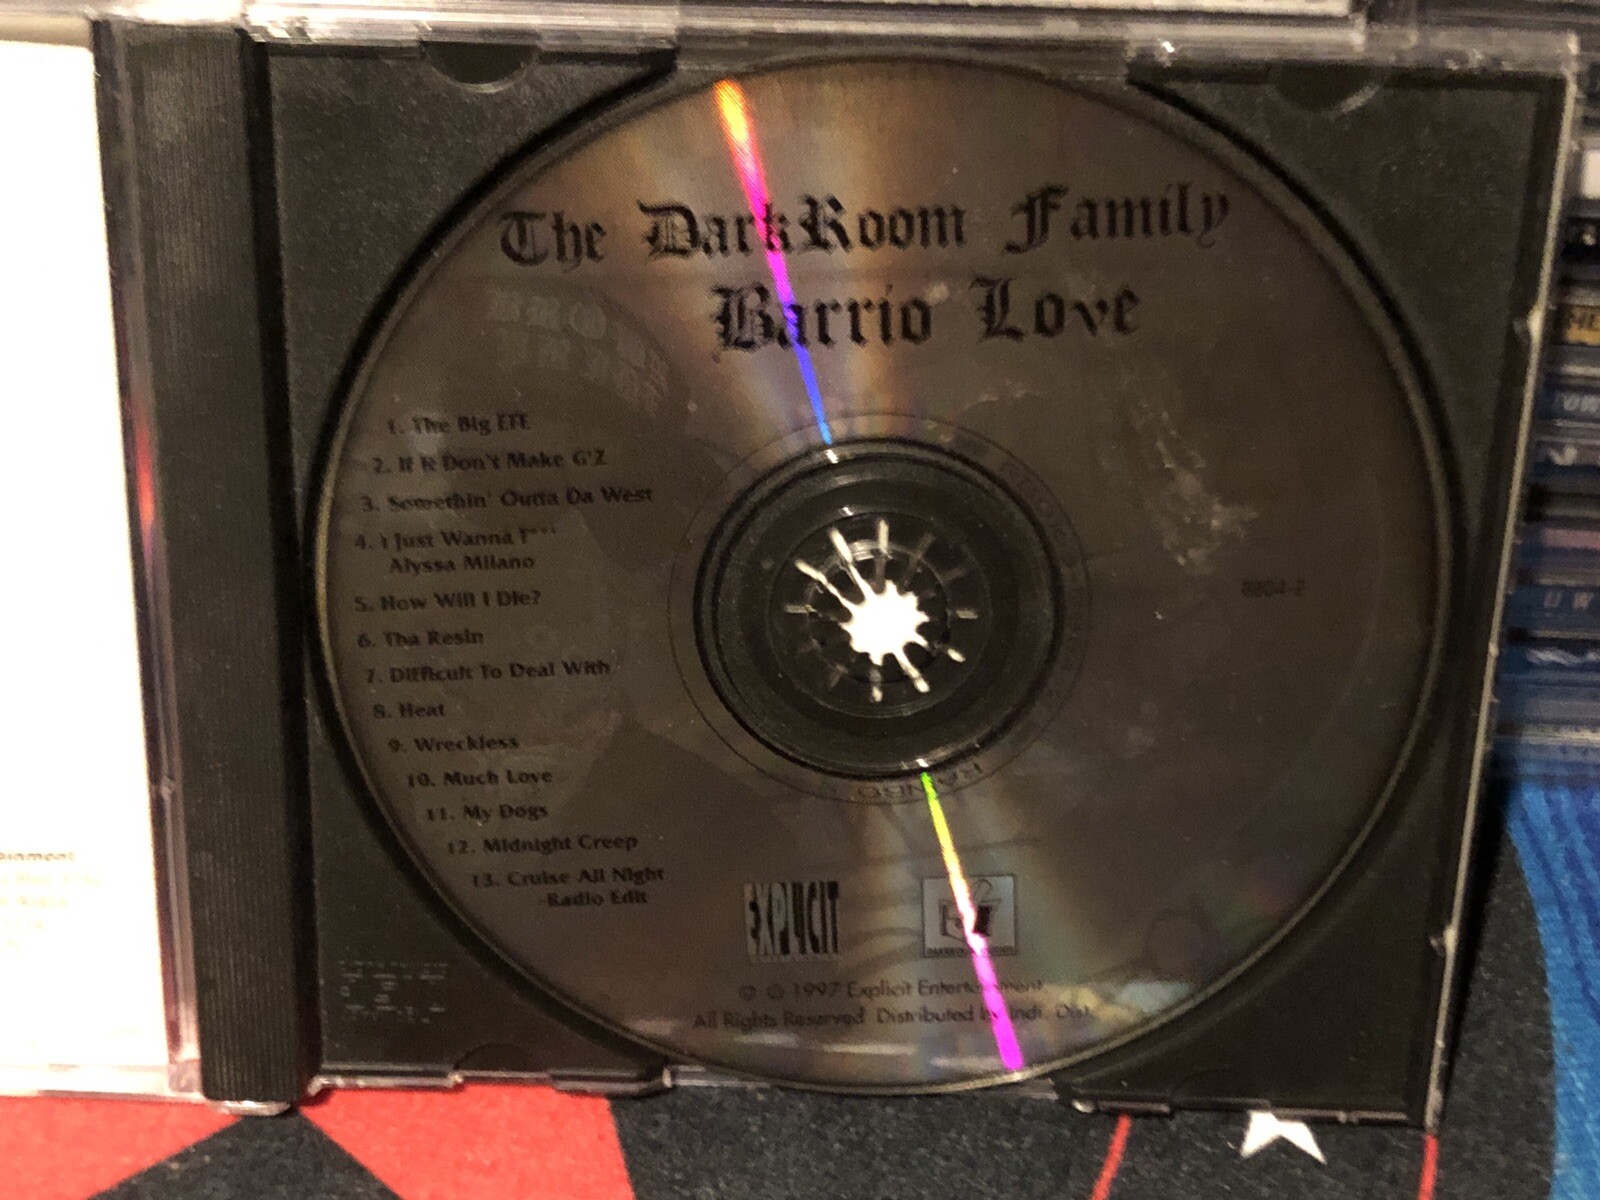 The DarkRoom Family
Barrio Love
1. The Big EFE
2. If It Don't Make G'Z
3. Somethin' Outta Da West
4. I Just Wanna F***
Alyssa Milano
5. How Will I Die?
6. Tha Resin
7. Difficult To Deal With
8. Heat
9. Wreckless
10. Much Love
11. My Dogs
12. Midnight Creep
13. Cruise All Night
-Radio Edit
8804-2
EXPLICIT
℗ © 1997 Explicit Entertainment.
All Rights Reserved Distributed by Indi. Dist.